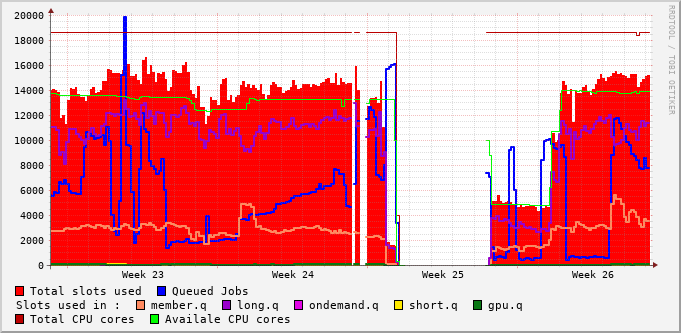 20000
18000
16000
14000
12000
10000
8000
6000
4000
2000
0
Week 23 Week 24 Week 25 Week 26
Total slots used Queued Jobs
Slots used in : member.q long.q ondemand.q short.q gpu.q
Total CPU cores Availale CPU cores
RRDTOOL / TOBI OETIKER